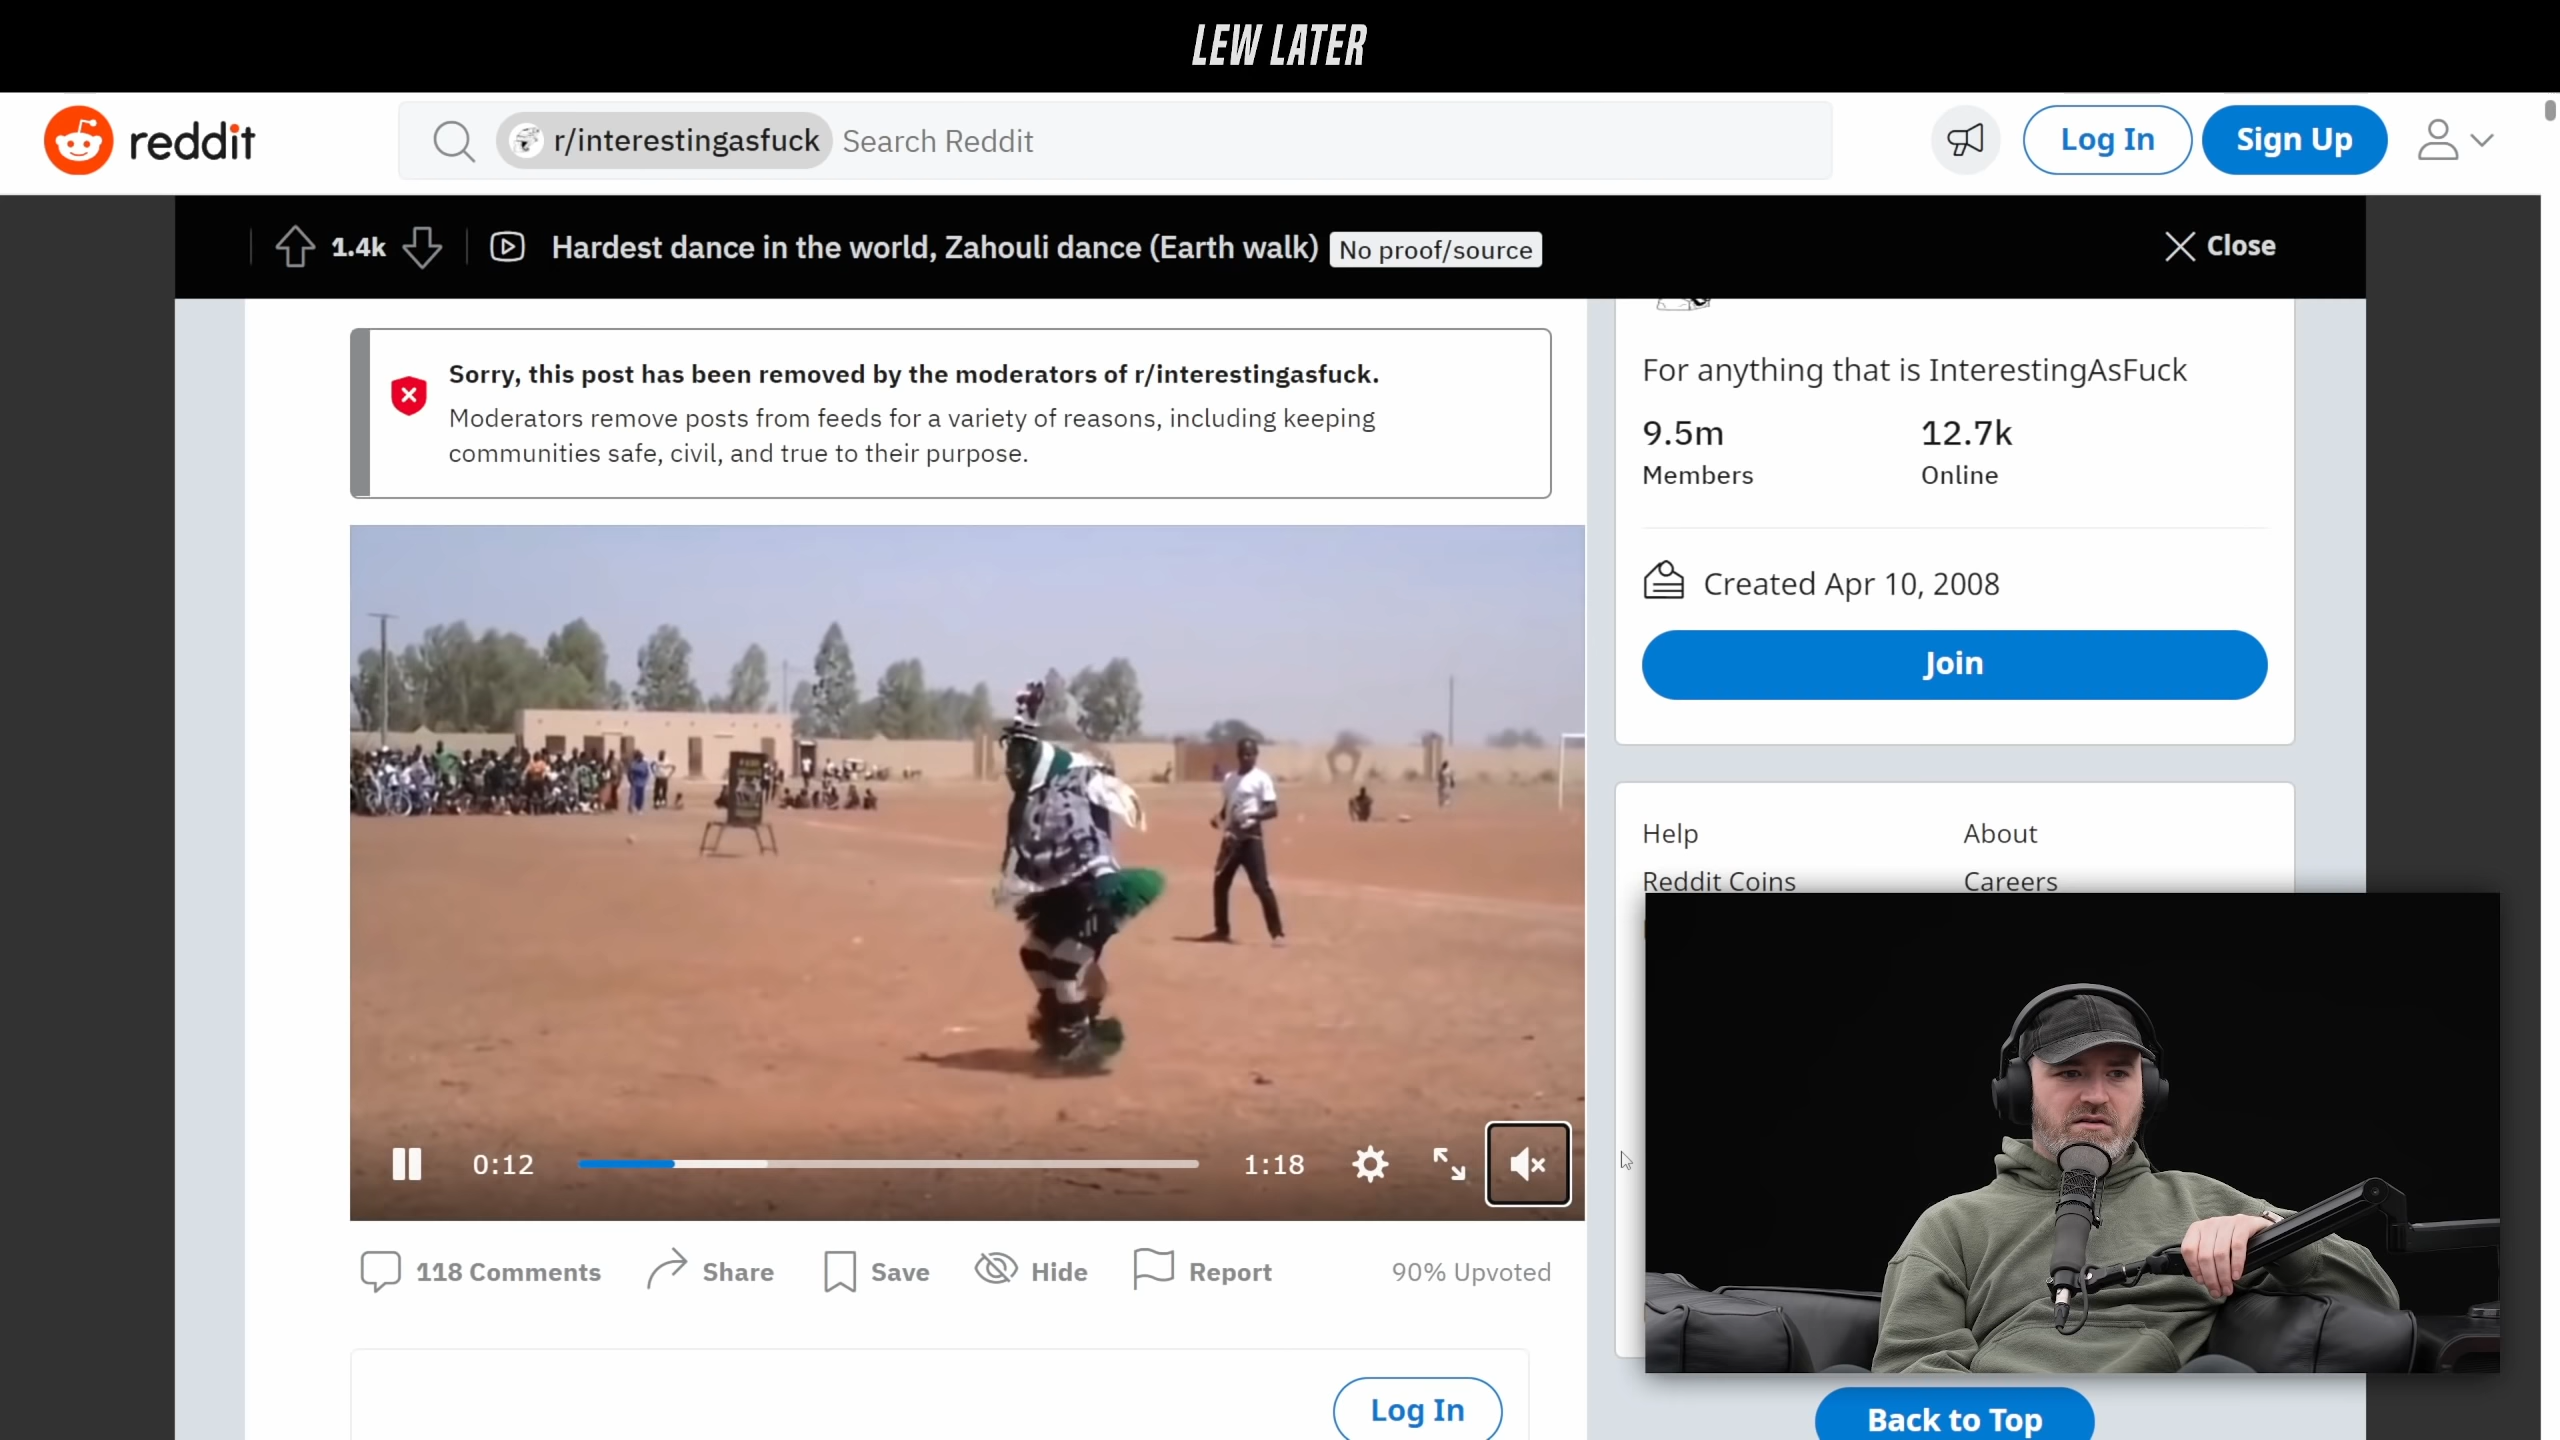 LEW LATER
reddit
r/interestingasfuck Search Reddit
Log In
Sign Up
1.4k
Hardest dance in the world, Zahouli dance (Earth walk) No proof/source
Close
Sorry, this post has been removed by the moderators of r/interestingasfuck.
Moderators remove posts from feeds for a variety of reasons, including keeping
communities safe, civil, and true to their purpose.
For anything that is InterestingAsFuck
9.5m 12.7k
Members Online
Created Apr 10, 2008
Join
Help About
Reddit Coins Careers
0:12 1:18
118 Comments Share Save Hide Report 90% Upvoted
Log In
Back to Top